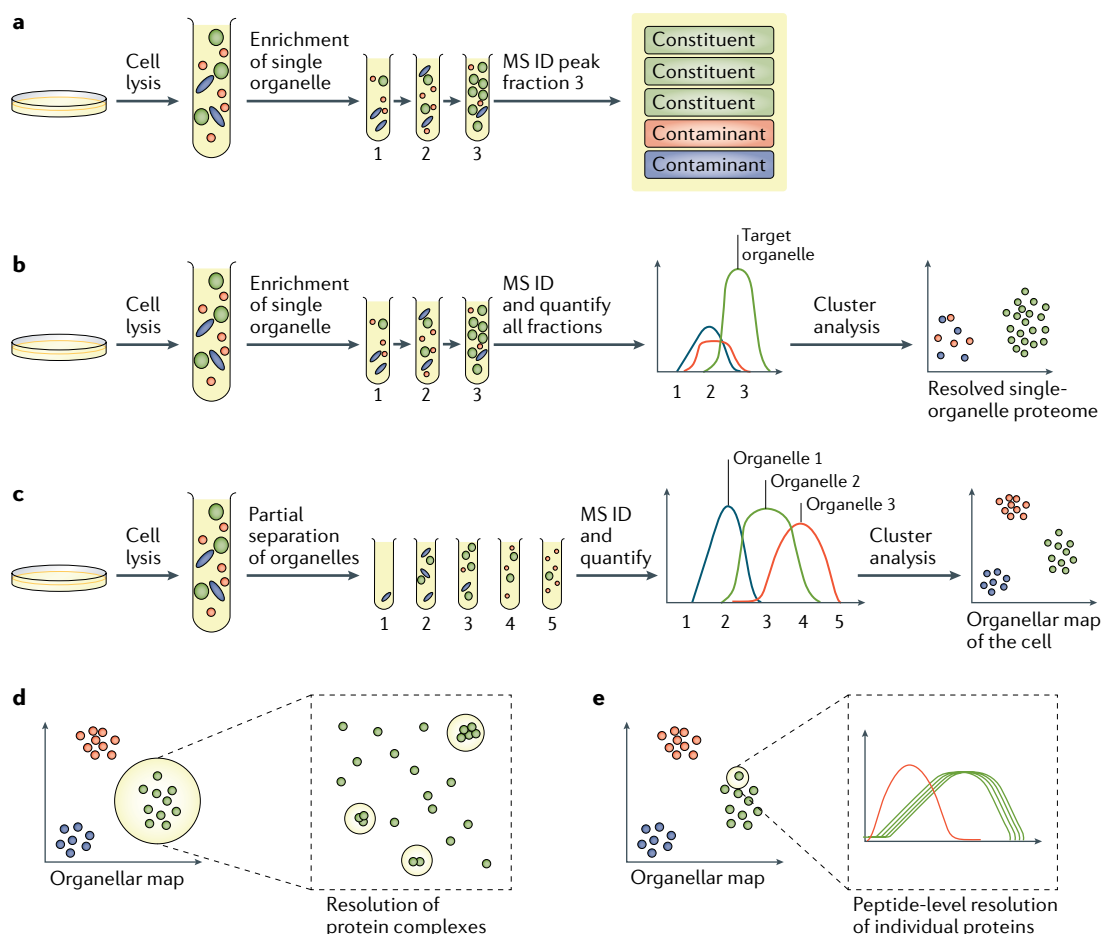 a
Cell
lysis
Enrichment
of single
organelle
1
2
3
MS ID peak
fraction 3
Constituent
Constituent
Constituent
Contaminant
Contaminant
b
Cell
lysis
Enrichment
of single
organelle
1
2
3
MS ID
and quantify
all fractions
Target
organelle
1 2 3
Cluster
analysis
Resolved single-
organelle proteome
c
Cell
lysis
Partial
separation
of organelles
1
2
3
4
5
MS ID
and
quantify
Organelle 1
Organelle 2
Organelle 3
1 2 3 4 5
Cluster
analysis
Organellar map
of the cell
d
Organellar map
Resolution of
protein complexes
e
Organellar map
Peptide-level resolution
of individual proteins